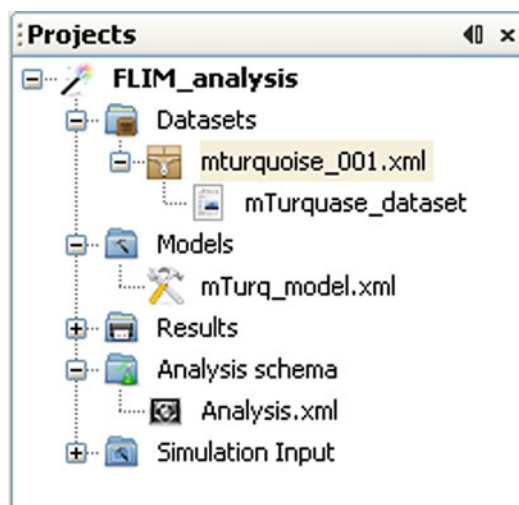 Projects
FLIM_analysis
Datasets
mturquoise_001.xml
mTurquase_dataset
Models
mTurq_model.xml
Results
Analysis schema
Analysis.xml
Simulation Input